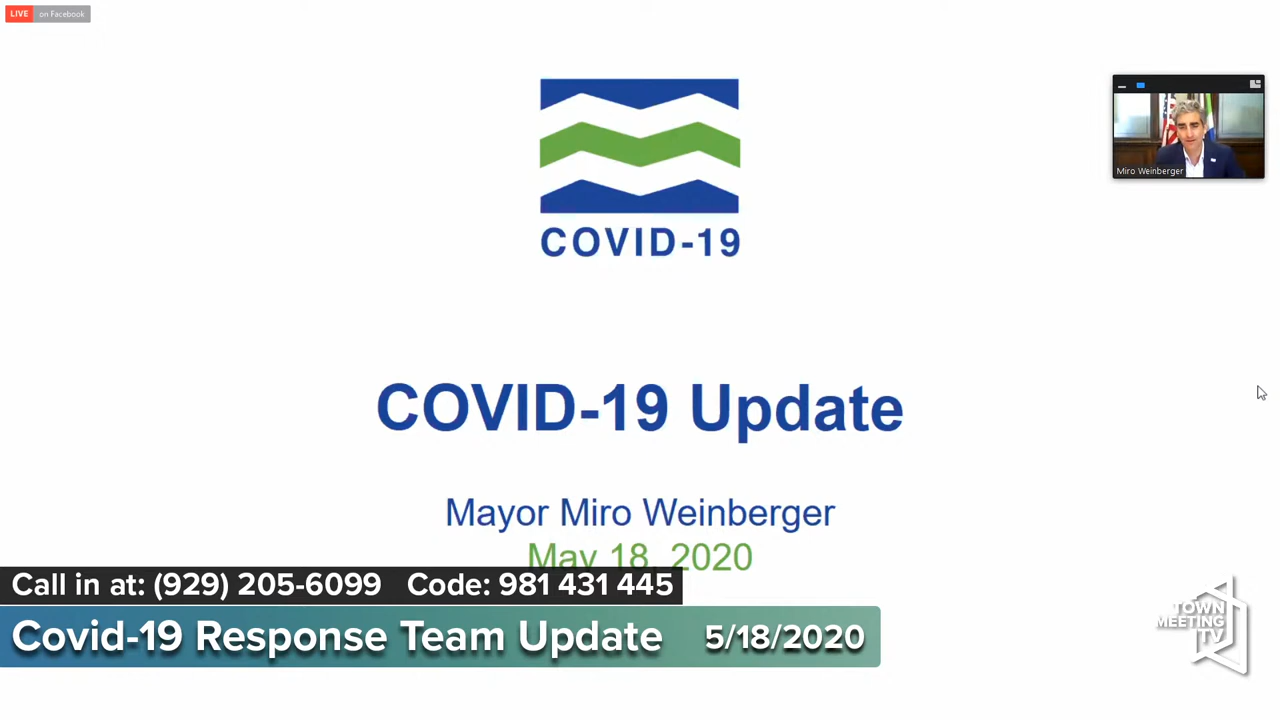 LIVE on Facebook
COVID-19
Miro Weinberger
COVID-19 Update
Mayor Miro Weinberger
May 18, 2020
Call in at: (929) 205-6099 Code: 981 431 445
Covid-19 Response Team Update 5/18/2020
TOWN
MEETING
TV